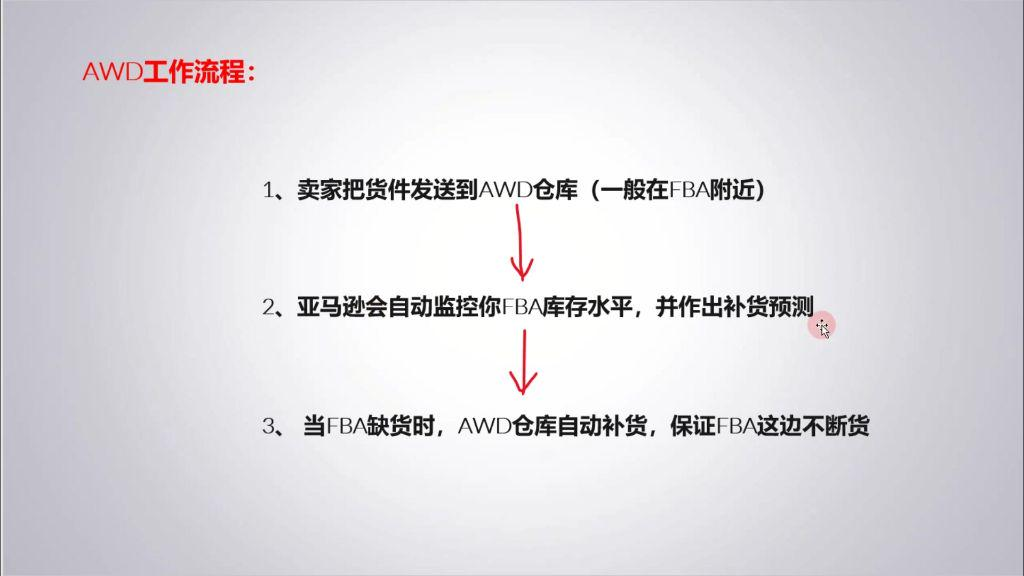 AWD工作流程：
1、卖家把货件发送到AWD仓库（一般在FBA附近）
2、亚马逊会自动监控你FBA库存水平，并作出补货预测
3、 当FBA缺货时，AWD仓库自动补货，保证FBA这边不断货